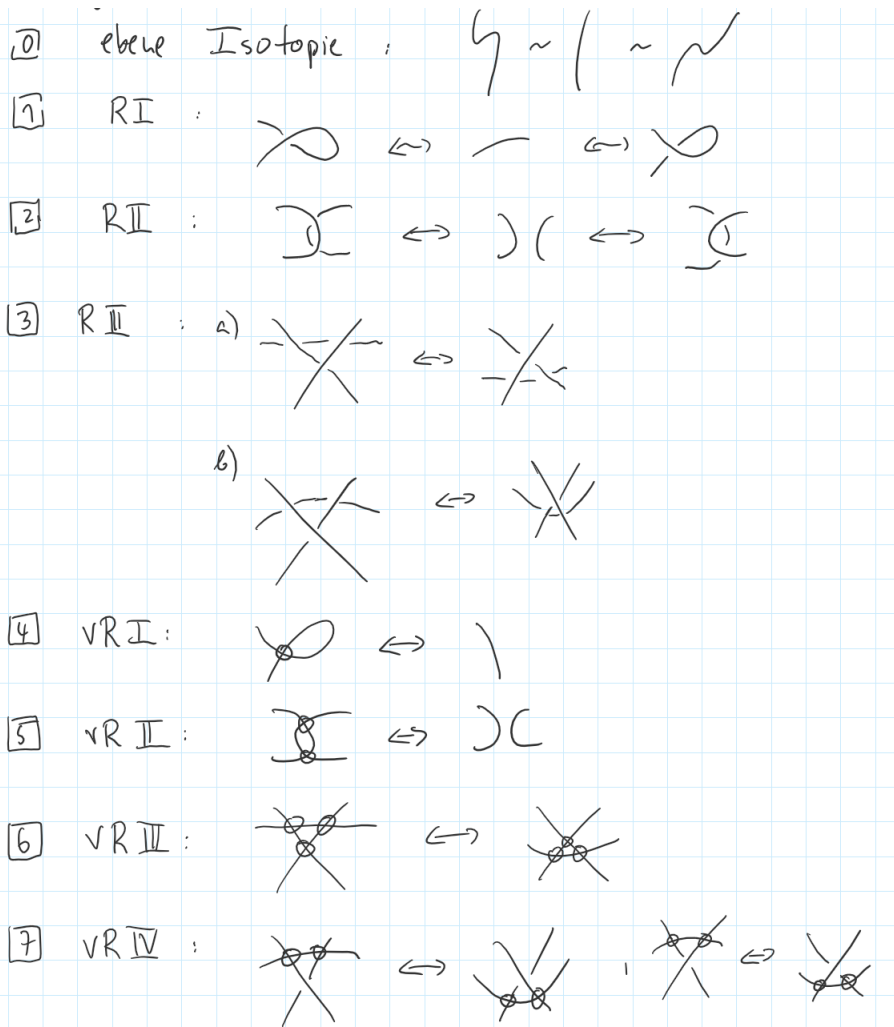 0 ebene Isotopie : ~ ~
1 RI :
2 RII :
3 RIII : a)
b)
4 vRI :
5 vRII :
6 vRIII :
7 vRIV : ,